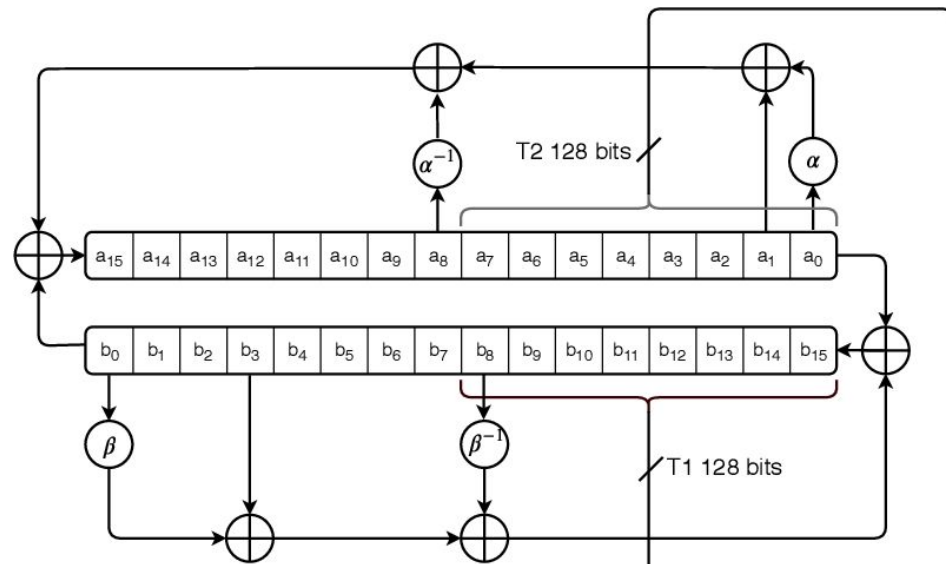 T2 128 bits
α⁻¹
α
a₁₅ a₁₄ a₁₃ a₁₂ a₁₁ a₁₀ a₉ a₈ a₇ a₆ a₅ a₄ a₃ a₂ a₁ a₀
b₀ b₁ b₂ b₃ b₄ b₅ b₆ b₇ b₈ b₉ b₁₀ b₁₁ b₁₂ b₁₃ b₁₄ b₁₅
β
β⁻¹
T1 128 bits